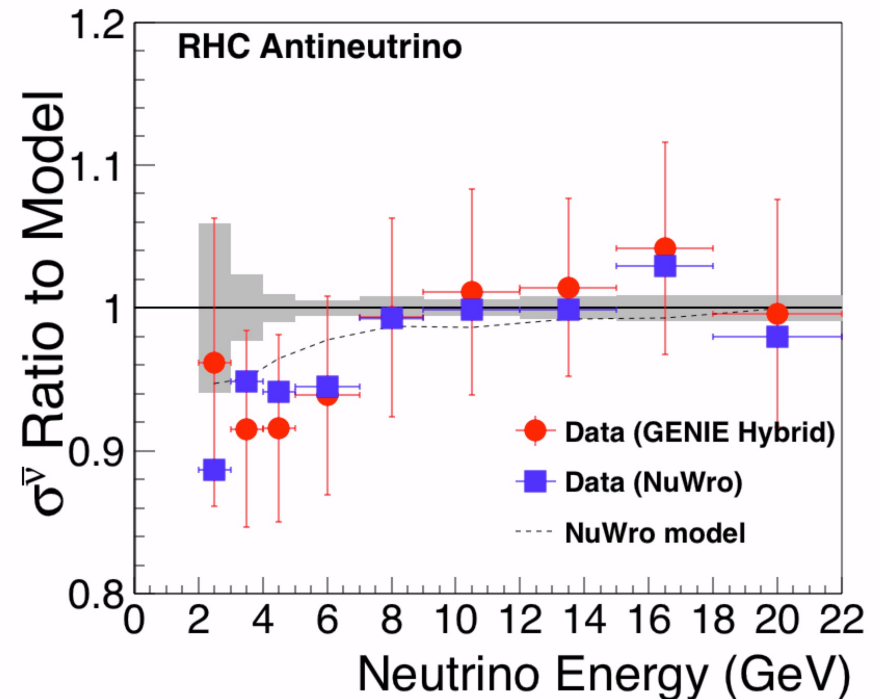 RHC Antineutrino
σ^ν̅ Ratio to Model
1.2
1.1
1
0.9
0.8
Data (GENIE Hybrid)
Data (NuWro)
NuWro model
0 2 4 6 8 10 12 14 16 18 20 22
Neutrino Energy (GeV)